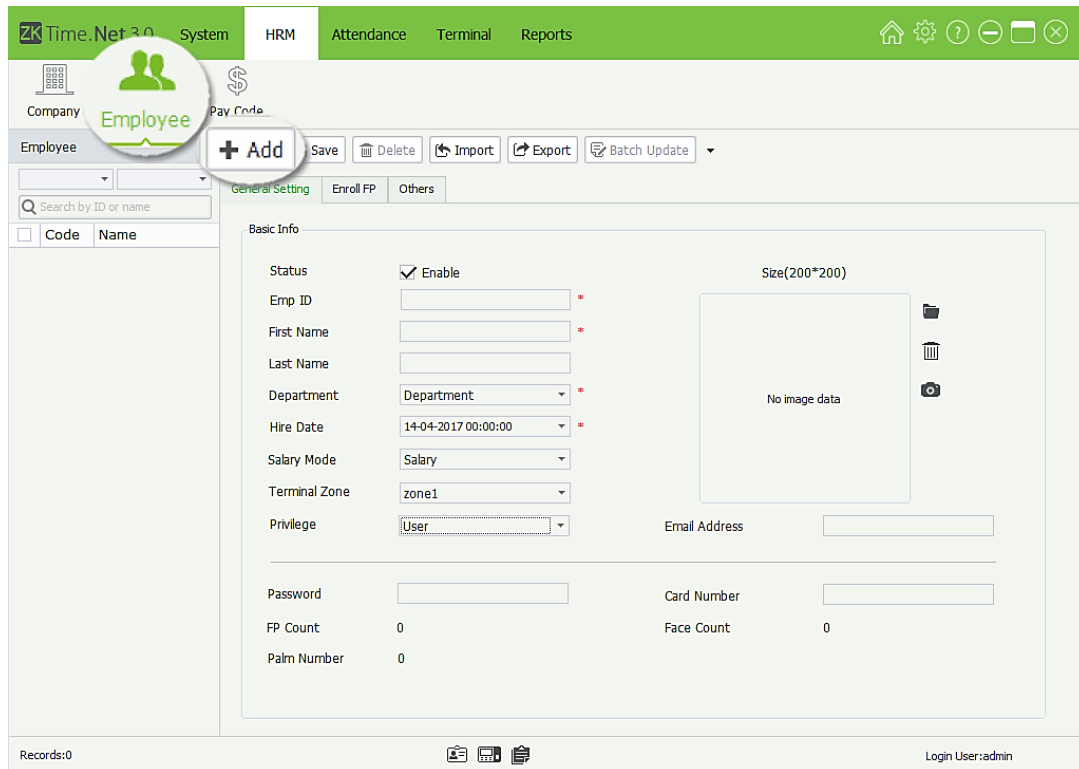 ZK Time.Net 3.0 System HRM Attendance Terminal Reports
Company Employee Pay Code
Employee + Add Save Delete Import Export Batch Update
Search by ID or name
General Setting Enroll FP Others
Code Name
Basic Info
Status Enable Size(200*200)
Emp ID *
First Name *
Last Name
Department Department * No image data
Hire Date 14-04-2017 00:00:00 *
Salary Mode Salary
Terminal Zone zone1
Privilege User Email Address
Password Card Number
FP Count 0 Face Count 0
Palm Number 0
Records:0 Login User:admin